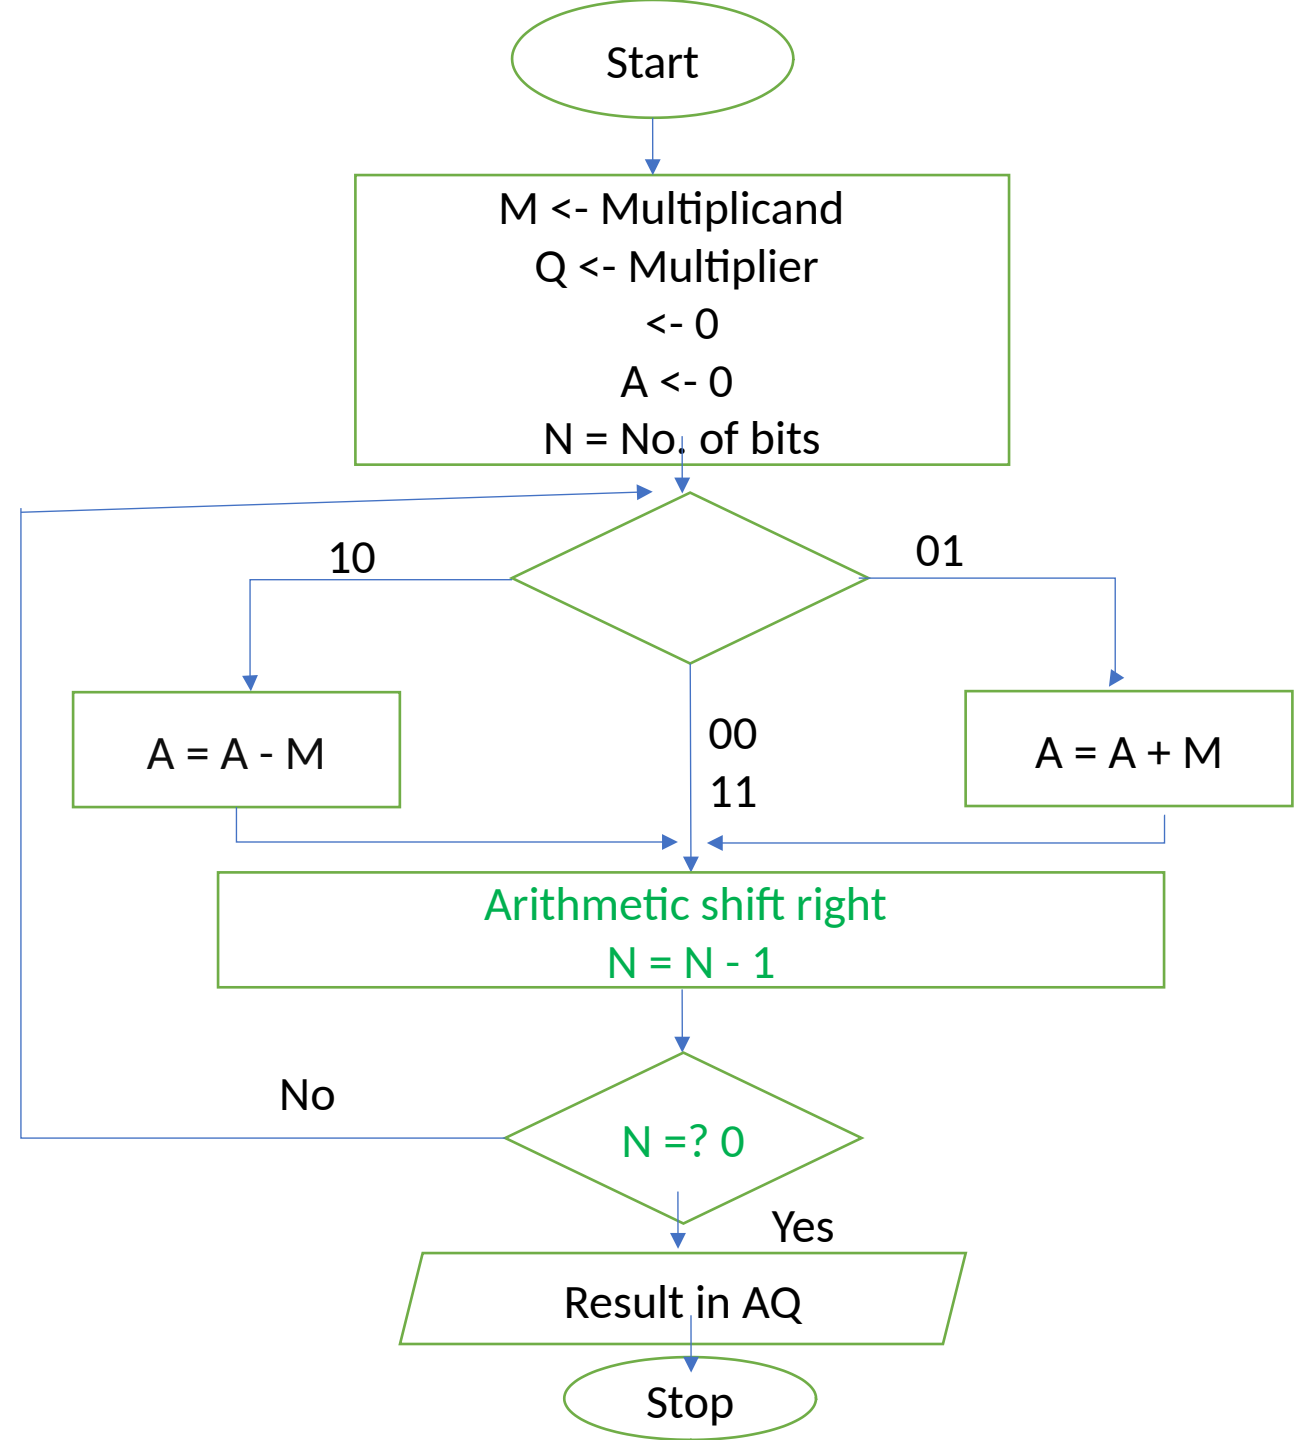 Start
M <- Multiplicand
Q <- Multiplier
<- 0
A <- 0
N = No. of bits
10
01
00
11
A = A - M
A = A + M
Arithmetic shift right
N = N - 1
No
N =? 0
Yes
Result in AQ
Stop